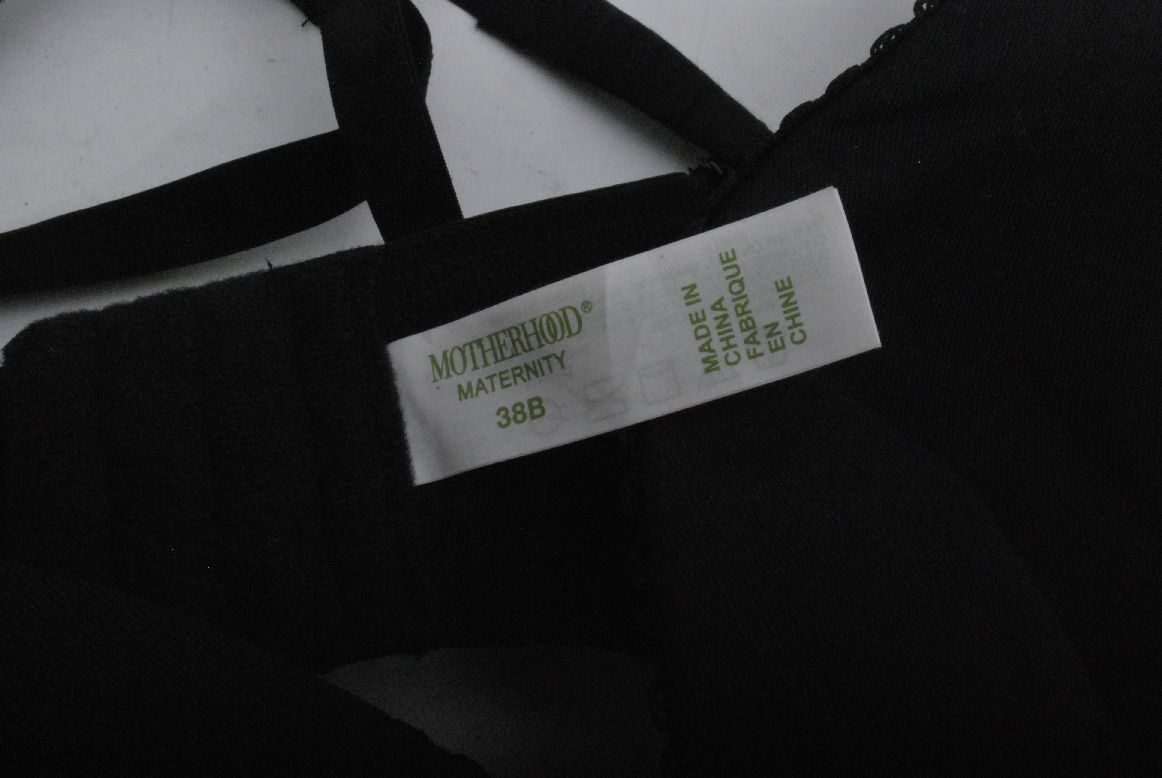 MOTHERHOOD®
MATERNITY
38B
MADE IN
CHINA
FABRIQUE
EN
CHINE